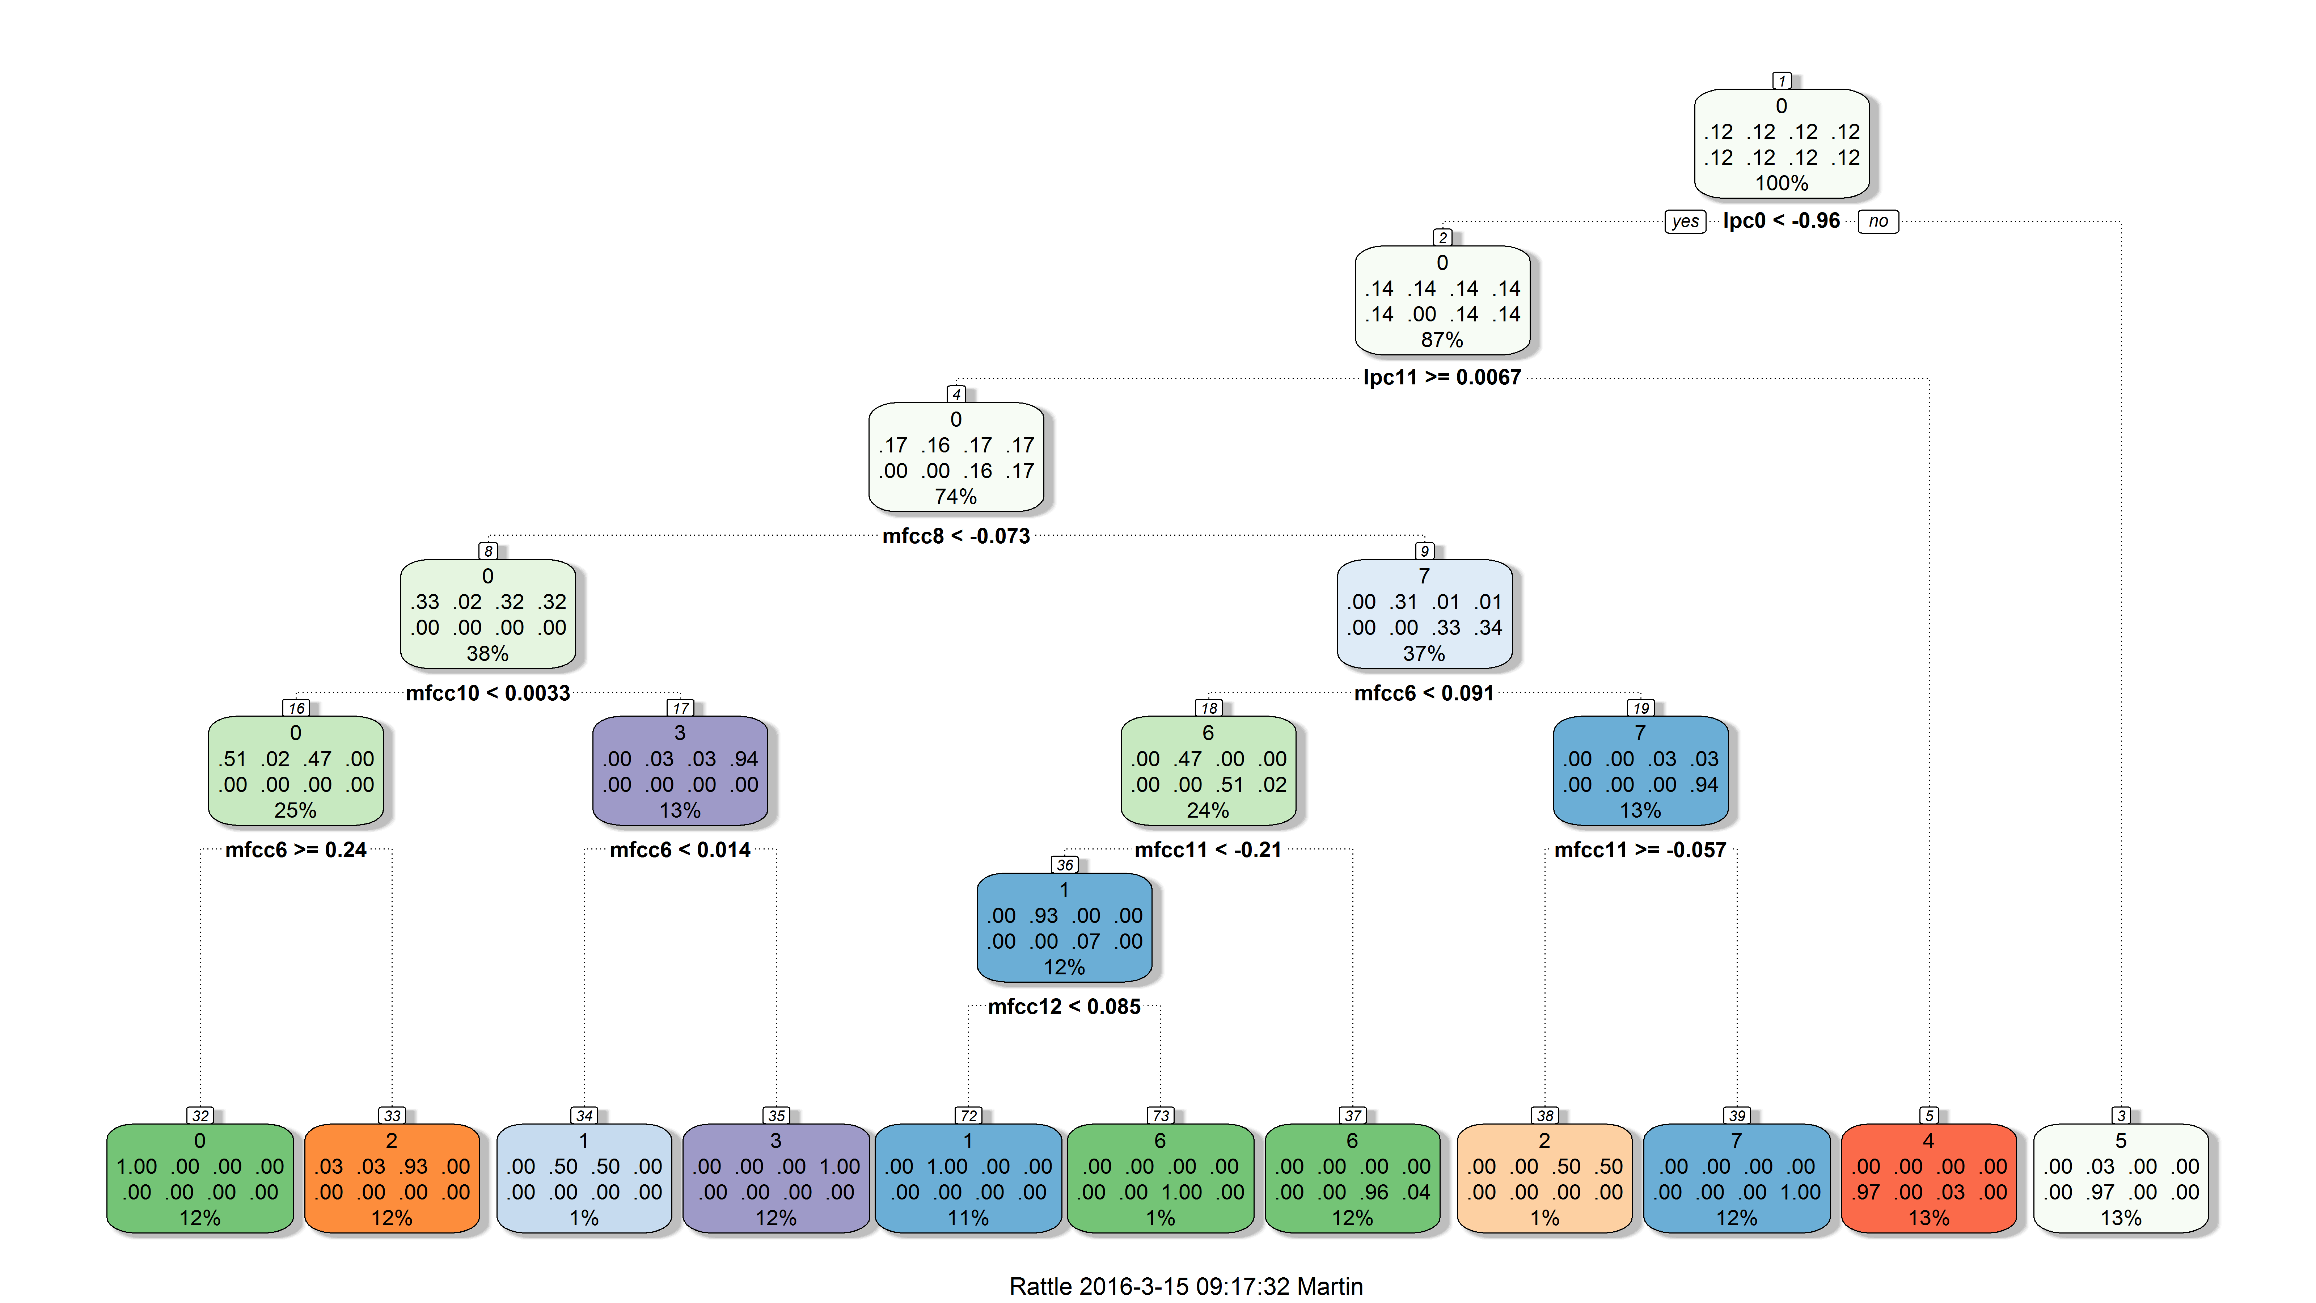 1
0
.12 .12 .12 .12
.12 .12 .12 .12
100%
yes lpc0 < -0.96 no
2
0
.14 .14 .14 .14
.14 .00 .14 .14
87%
lpc11 >= 0.0067
4
0
.17 .16 .17 .17
.00 .00 .16 .17
74%
mfcc8 < -0.073
8
0
.33 .02 .32 .32
.00 .00 .00 .00
38%
mfcc10 < 0.0033
9
7
.00 .31 .01 .01
.00 .00 .33 .34
37%
mfcc6 < 0.091
16
0
.51 .02 .47 .00
.00 .00 .00 .00
25%
mfcc6 >= 0.24
17
3
.00 .03 .03 .94
.00 .00 .00 .00
13%
mfcc6 < 0.014
18
6
.00 .47 .00 .00
.00 .00 .51 .02
24%
mfcc11 < -0.21
19
7
.00 .00 .03 .03
.00 .00 .00 .94
13%
mfcc11 >= -0.057
36
1
.00 .93 .00 .00
.00 .00 .07 .00
12%
mfcc12 < 0.085
32
0
1.00 .00 .00 .00
.00 .00 .00 .00
12%
33
2
.03 .03 .93 .00
.00 .00 .00 .00
12%
34
1
.00 .50 .50 .00
.00 .00 .00 .00
1%
35
3
.00 .00 .00 1.00
.00 .00 .00 .00
12%
72
1
.00 1.00 .00 .00
.00 .00 .00 .00
11%
73
6
.00 .00 .00 .00
.00 .00 1.00 .00
1%
37
6
.00 .00 .00 .00
.00 .00 .96 .04
12%
38
2
.00 .00 .50 .50
.00 .00 .00 .00
1%
39
7
.00 .00 .00 .00
.00 .00 .00 1.00
12%
5
4
.00 .00 .00 .00
.97 .00 .03 .00
13%
3
5
.00 .03 .00 .00
.00 .97 .00 .00
13%
Rattle 2016-3-15 09:17:32 Martin